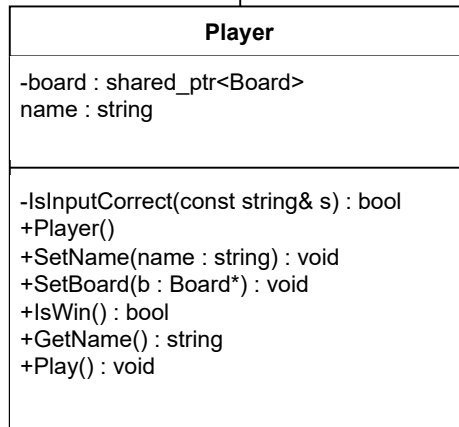 Player
-board : shared_ptr<Board>
name : string
-IsInputCorrect(const string& s) : bool
+Player()
+SetName(name : string) : void
+SetBoard(b : Board*) : void
+IsWin() : bool
+GetName() : string
+Play() : void